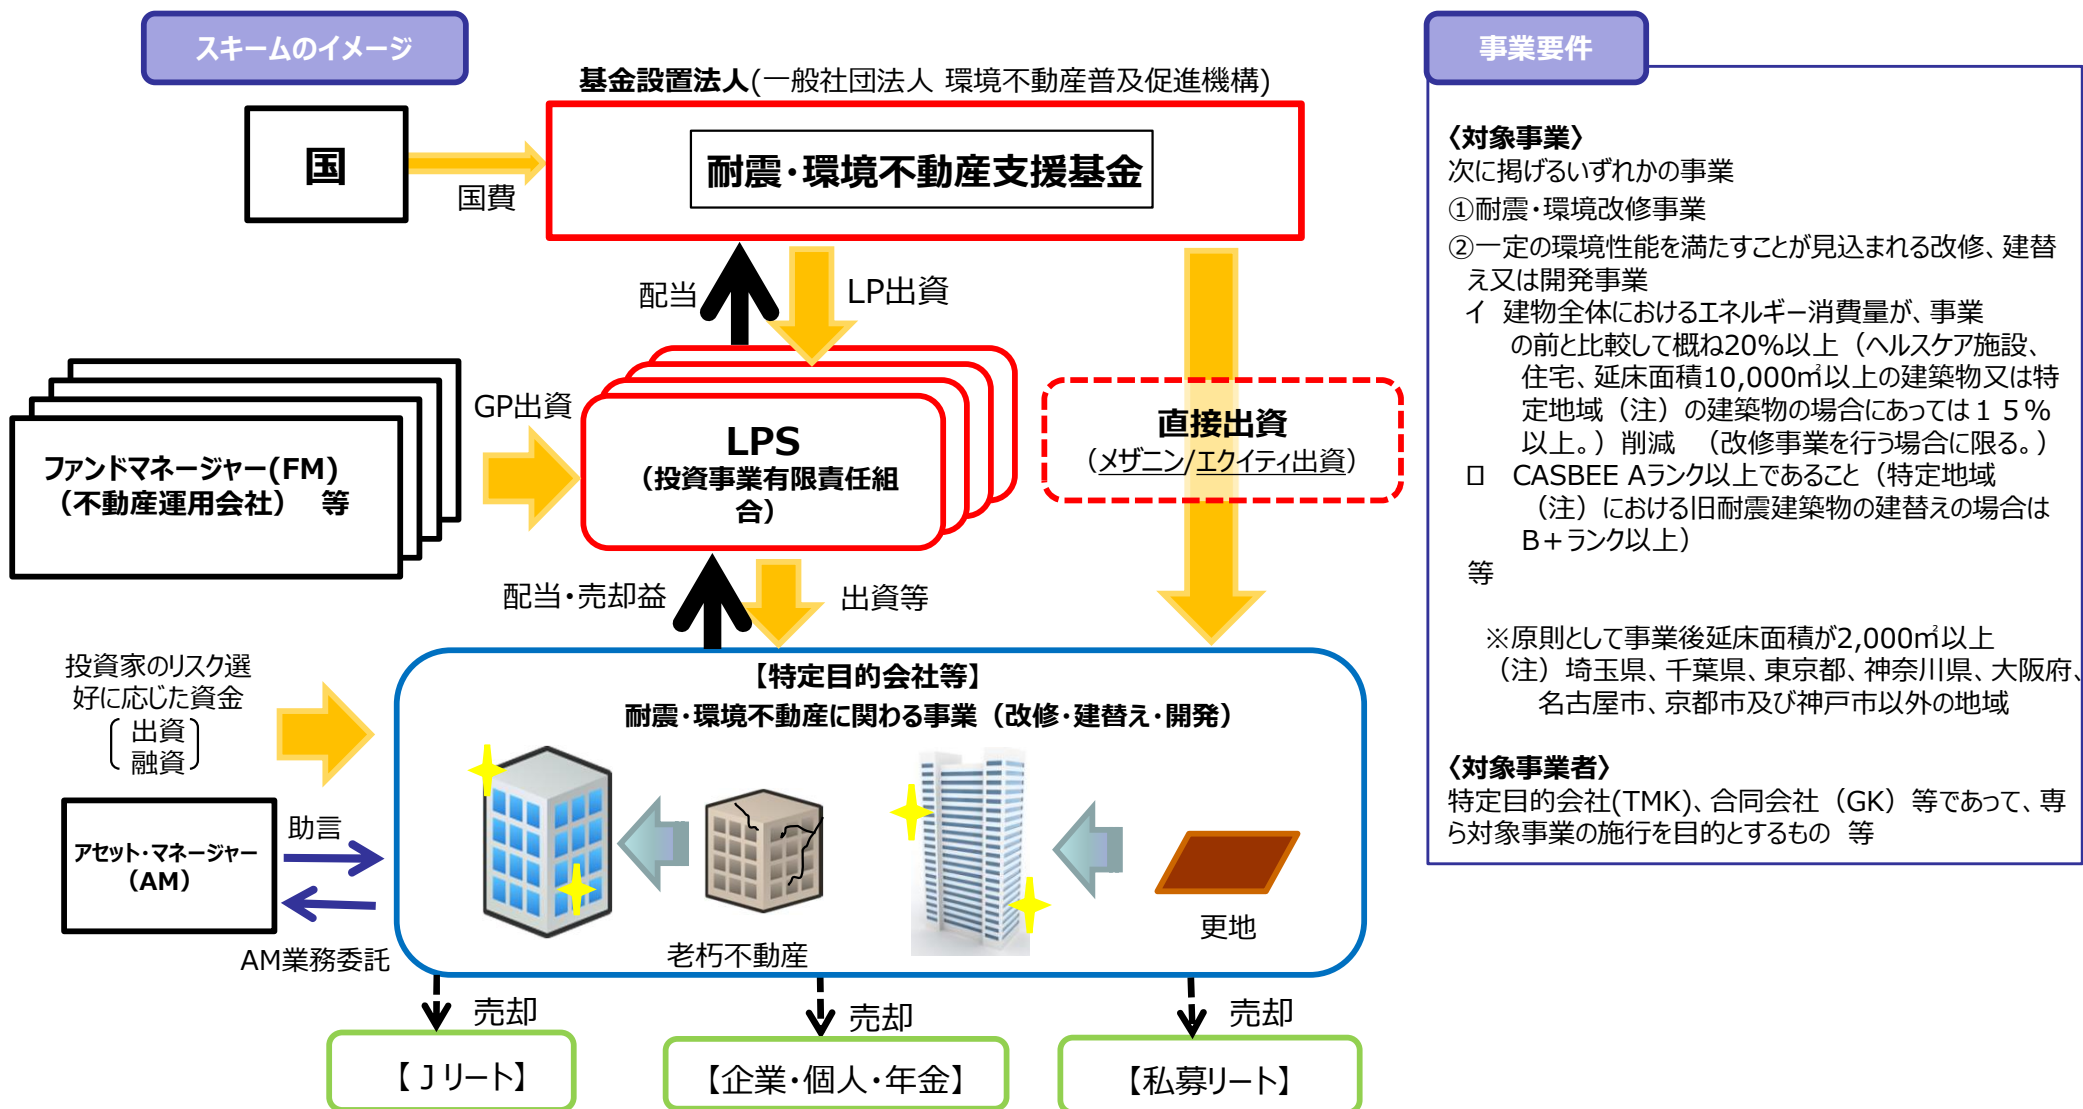 スキームのイメージ
基金設置法人(一般社団法人 環境不動産普及促進機構)
国
国費
耐震・環境不動産支援基金
配当
LP出資
GP出資
ファンドマネージャー(FM)
（不動産運用会社） 等
LPS
（投資事業有限責任組
合）
直接出資
（メザニン/エクイティ出資）
配当・売却益
出資等
投資家のリスク選
好に応じた資金
出資
融資
【特定目的会社等】
耐震・環境不動産に関わる事業（改修・建替え・開発）
アセット・マネージャー
（AM）
助言
AM業務委託
老朽不動産
更地
売却
売却
売却
【Jリート】
【企業・個人・年金】
【私募リート】
事業要件
〈対象事業〉
次に掲げるいずれかの事業
①耐震・環境改修事業
②一定の環境性能を満たすことが見込まれる改修、建替
え又は開発事業
イ 建物全体におけるエネルギー消費量が、事業
の前と比較して概ね20%以上（ヘルスケア施設、
住宅、延床面積10,000㎡以上の建築物又は特
定地域（注）の建築物の場合にあっては１５%
以上。）削減 （改修事業を行う場合に限る。）
ロ CASBEE Aランク以上であること（特定地域
（注）における旧耐震建築物の建替えの場合は
B＋ランク以上）
等
※原則として事業後延床面積が2,000㎡以上
（注）埼玉県、千葉県、東京都、神奈川県、大阪府、
名古屋市、京都市及び神戸市以外の地域
〈対象事業者〉
特定目的会社(TMK)、合同会社（GK）等であって、専
ら対象事業の施行を目的とするもの 等